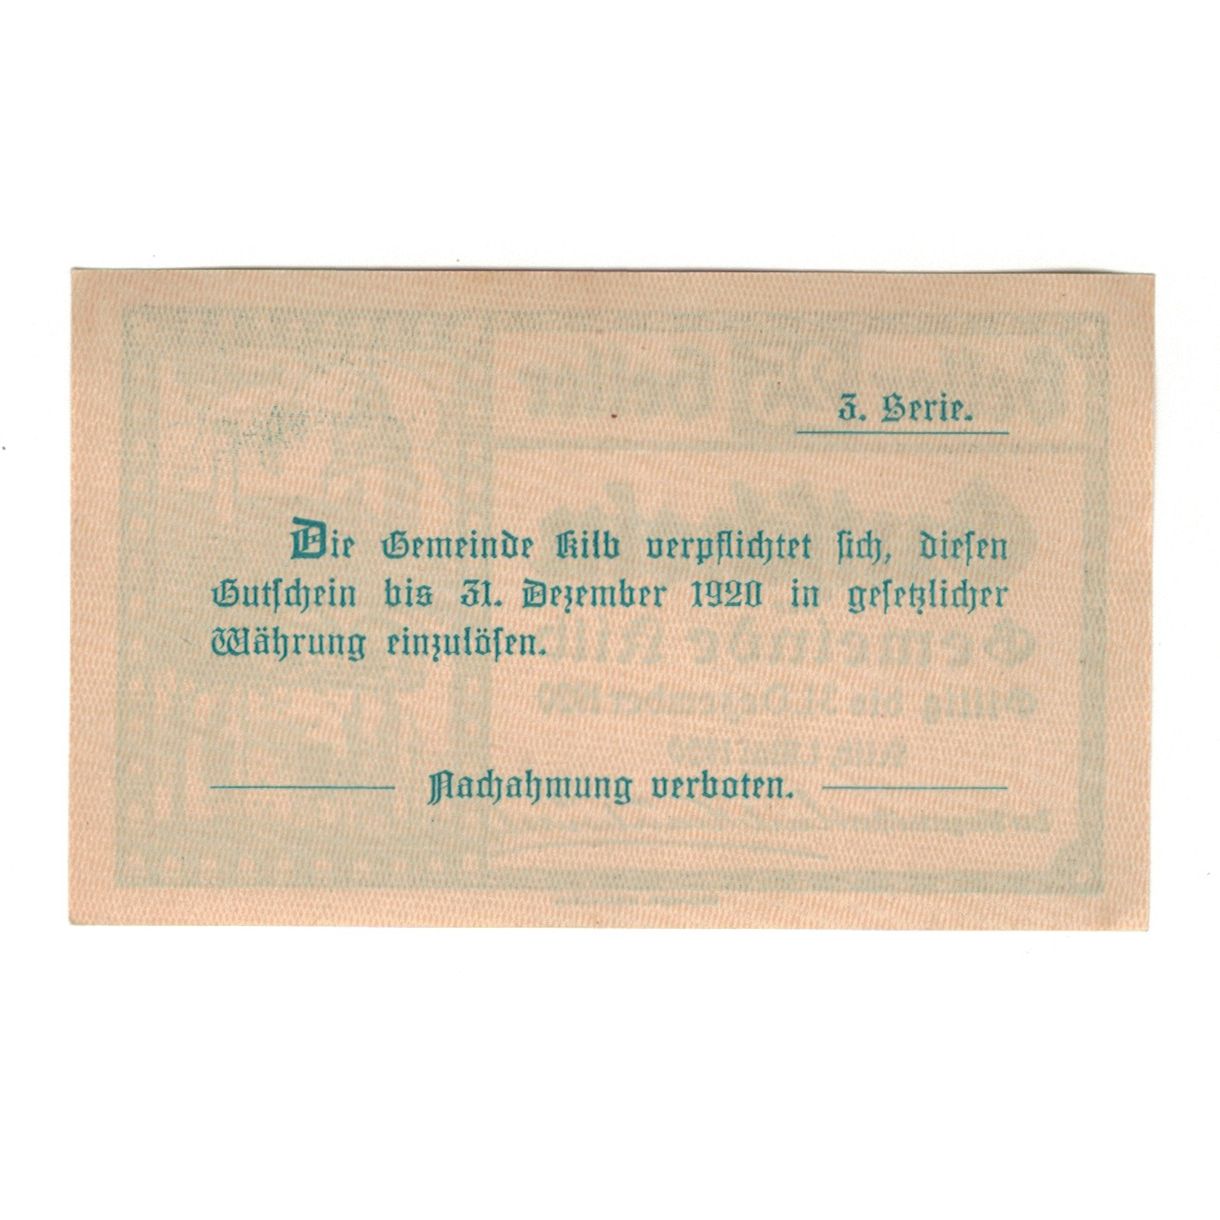 3. Serie.
Die Gemeinde Kilb verpflichtet sich, diesen
Gutschein bis 31. Dezember 1920 in gesetzlicher
Währung einzulösen.
Nachahmung verboten.